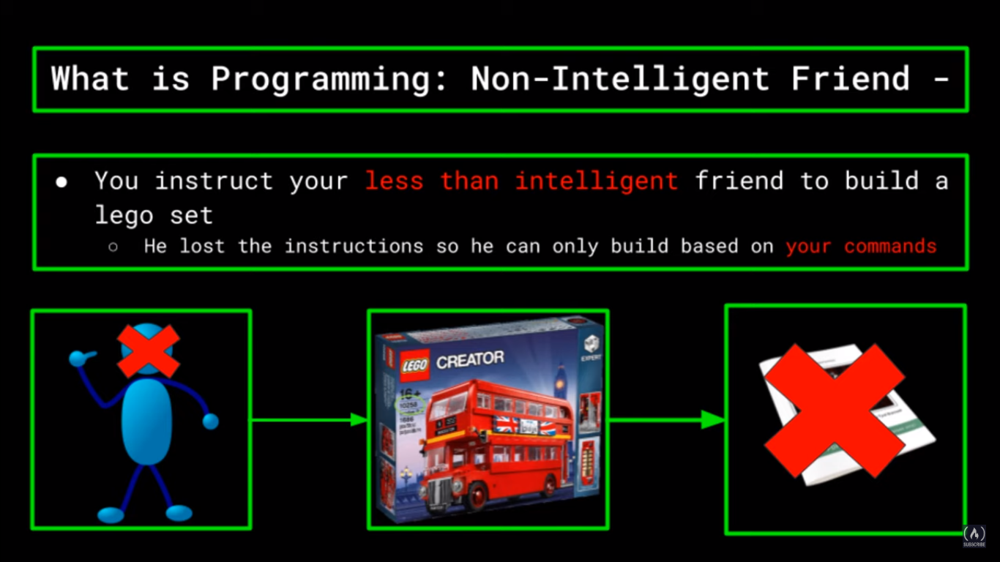 What is Programming: Non-Intelligent Friend -
● You instruct your less than intelligent friend to build a
lego set
○ He lost the instructions so he can only build based on your commands
LEGO CREATOR
EXPERT
16+
10258
1686
SUBSCRIBE